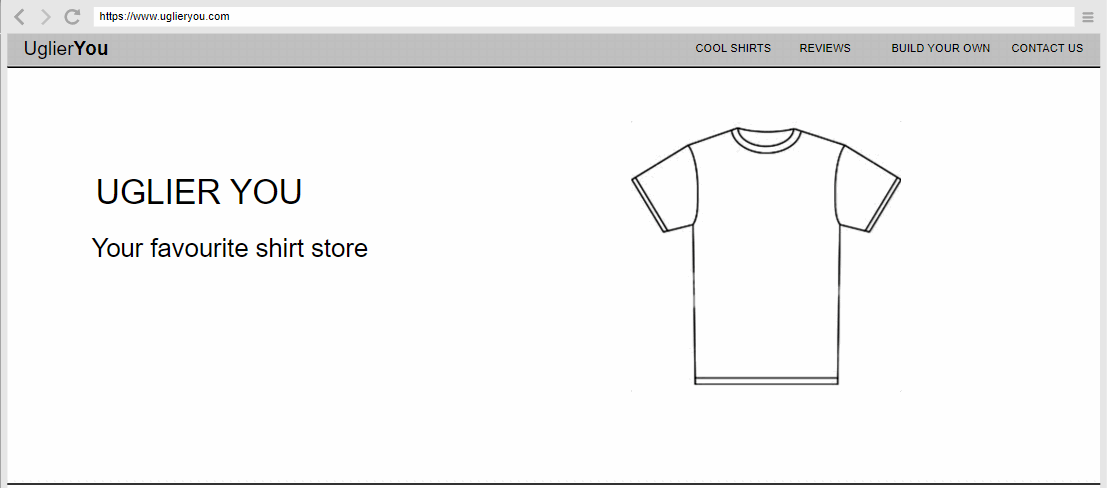 https://www.uglieryou.com
UglierYou
COOL SHIRTS REVIEWS BUILD YOUR OWN CONTACT US
UGLIER YOU
Your favourite shirt store